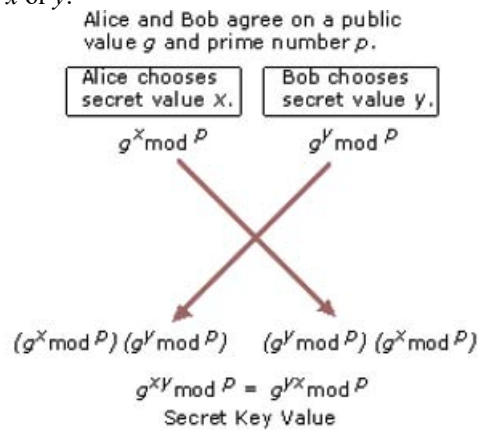 x or y.
Alice and Bob agree on a public
value g and prime number p.
Alice chooses
secret value x.
Bob chooses
secret value y.
g^x mod p
g^y mod p
(g^x mod p) (g^y mod p)
(g^y mod p) (g^x mod p)
g^xy mod p = g^yx mod p
Secret Key Value